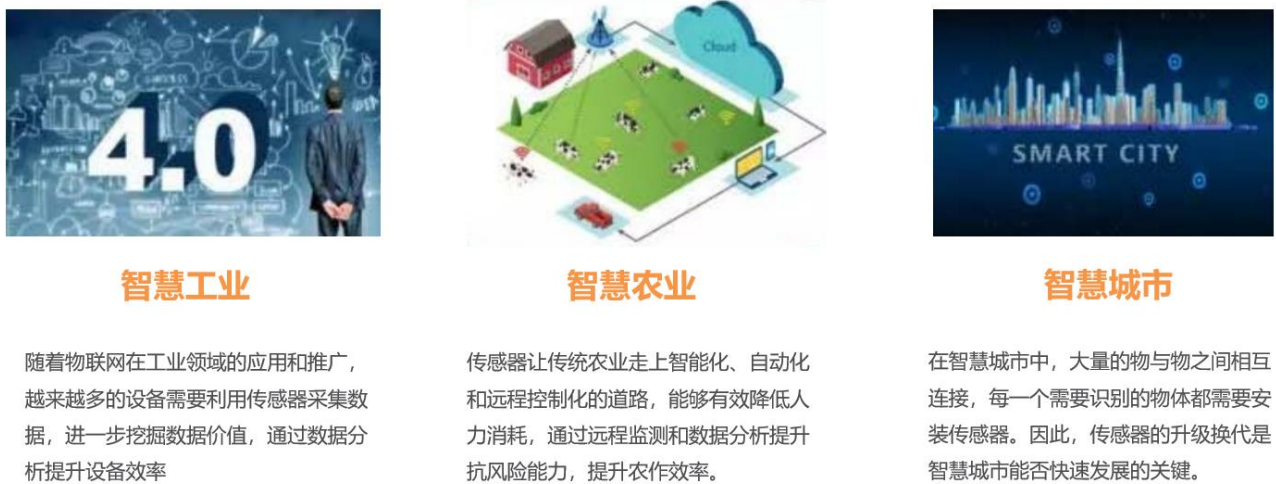 4.0
Cloud
SMART CITY
智慧工业
智慧农业
智慧城市
随着物联网在工业领域的应用和推广，
越来越多的设备需要利用传感器采集数
据，进一步挖掘数据价值，通过数据分
析提升设备效率
传感器让传统农业走上智能化、自动化
和远程控制化的道路，能够有效降低人
力消耗，通过远程监测和数据分析提升
抗风险能力，提升农作效率。
在智慧城市中，大量的物与物之间相互
连接，每一个需要识别的物体都需要安
装传感器。因此，传感器的升级换代是
智慧城市能否快速发展的关键。